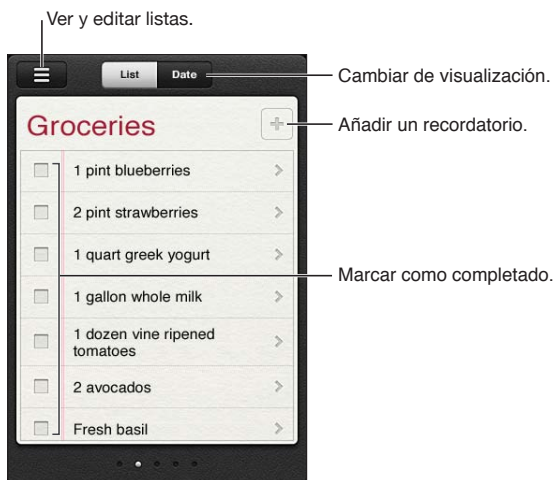 Ver y editar listas.
List Date
Cambiar de visualización.
Groceries
Añadir un recordatorio.
1 pint blueberries
2 pint strawberries
1 quart greek yogurt
Marcar como completado.
1 gallon whole milk
1 dozen vine ripened
tomatoes
2 avocados
Fresh basil